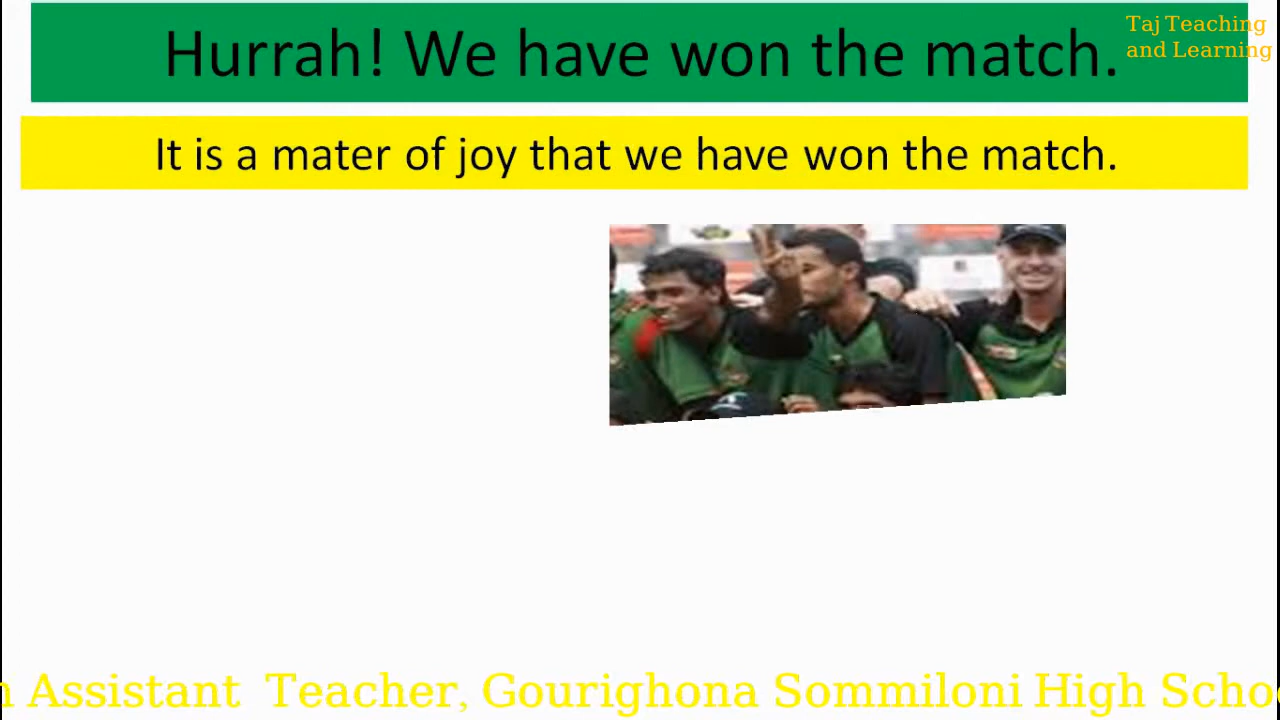 Hurrah! We have won the match.
Taj Teaching
and Learning
It is a mater of joy that we have won the match.
Assistant Teacher, Gourighona Sommiloni High